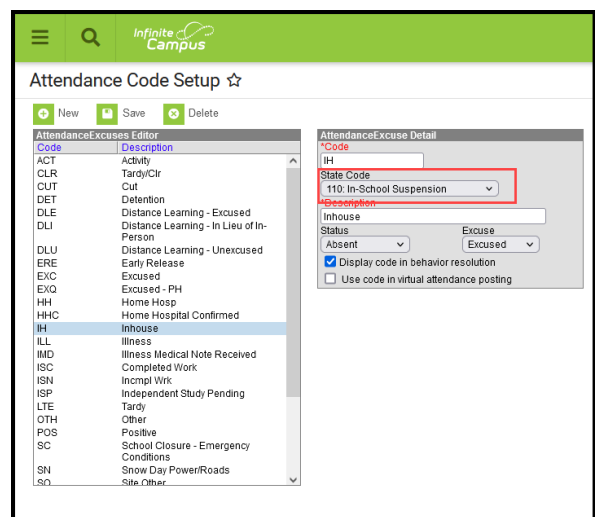 Infinite
Campus
Attendance Code Setup
New Save Delete
AttendanceExcuses Editor
Code Description
ACT Activity
CLR Tardy/Clr
CUT Cut
DET Detention
DLE Distance Learning - Excused
DLI Distance Learning - In Lieu of In-
Person
DLU Distance Learning - Unexcused
ERE Early Release
EXC Excused
EXQ Excused - PH
HH Home Hosp
HHC Home Hospital Confirmed
IH Inhouse
ILL Illness
IMD Illness Medical Note Received
ISC Completed Work
ISN Incmpl Wrk
ISP Independent Study Pending
LTE Tardy
OTH Other
POS Positive
SC School Closure - Emergency
Conditions
SN Snow Day Power/Roads
SO Site Other
AttendanceExcuse Detail
*Code
IH
State Code
110: In-School Suspension
*Description
Inhouse
Status Excuse
Absent Excused
Display code in behavior resolution
Use code in virtual attendance posting